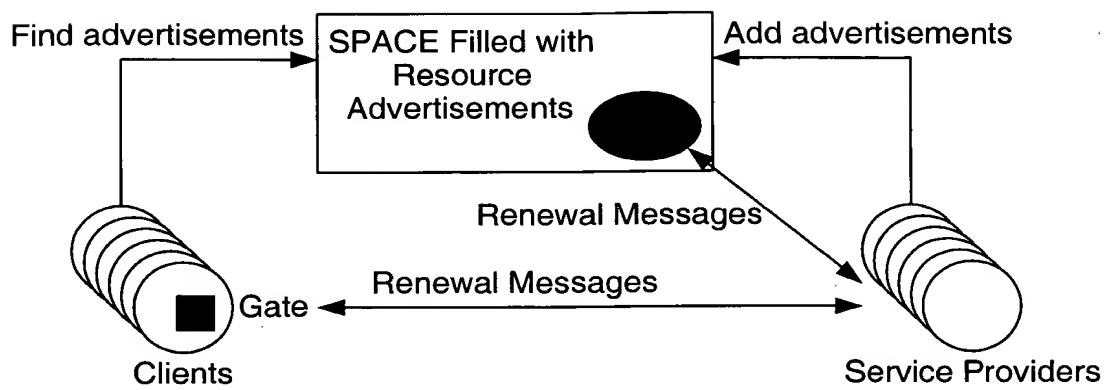 Find advertisements
SPACE Filled with
Resource
Advertisements
Add advertisements
Renewal Messages
Renewal Messages
Gate
Clients
Service Providers